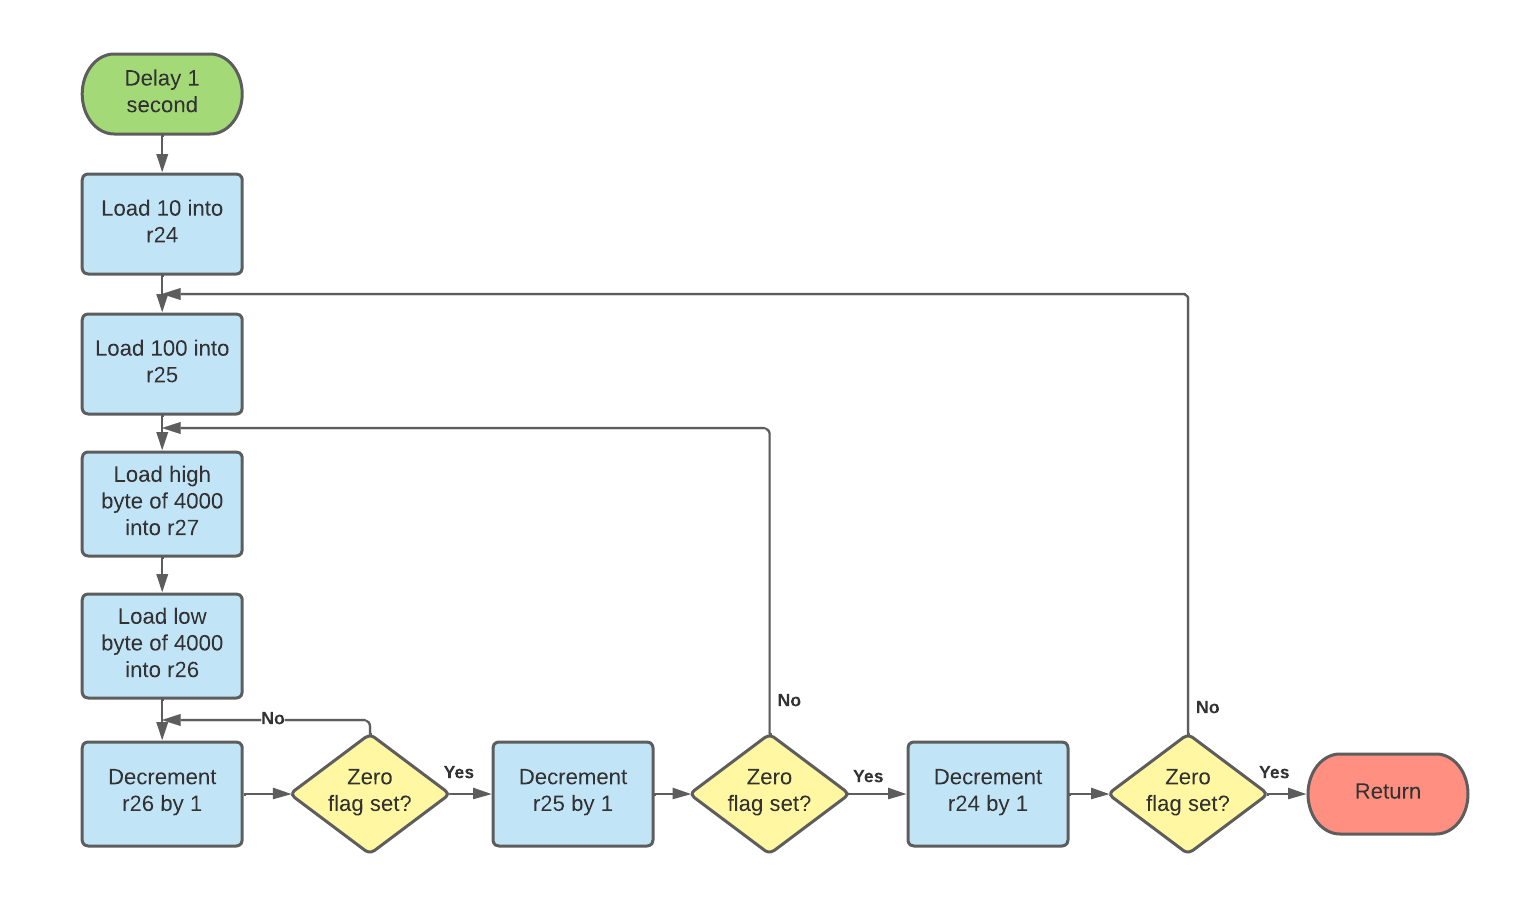 Delay 1
second
Load 10 into
r24
Load 100 into
r25
Load high
byte of 4000
into r27
Load low
byte of 4000
into r26
No
Decrement
r26 by 1
Zero
flag set?
Yes
Decrement
r25 by 1
No
Zero
flag set?
Yes
Decrement
r24 by 1
No
Zero
flag set?
Yes
Return